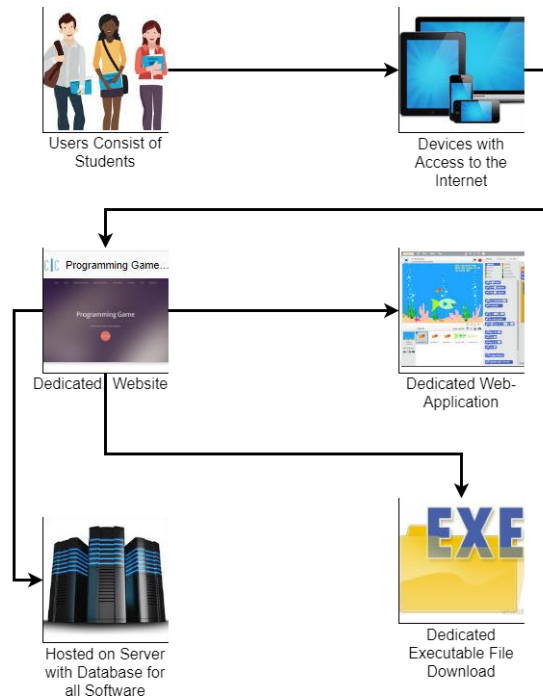 Users Consist of
Students
Devices with
Access to the
Internet
C|C Programming Game...
Programming Game
Dedicated Website
Dedicated Web-
Application
EXE
Hosted on Server
with Database for
all Software
Dedicated
Executable File
Download